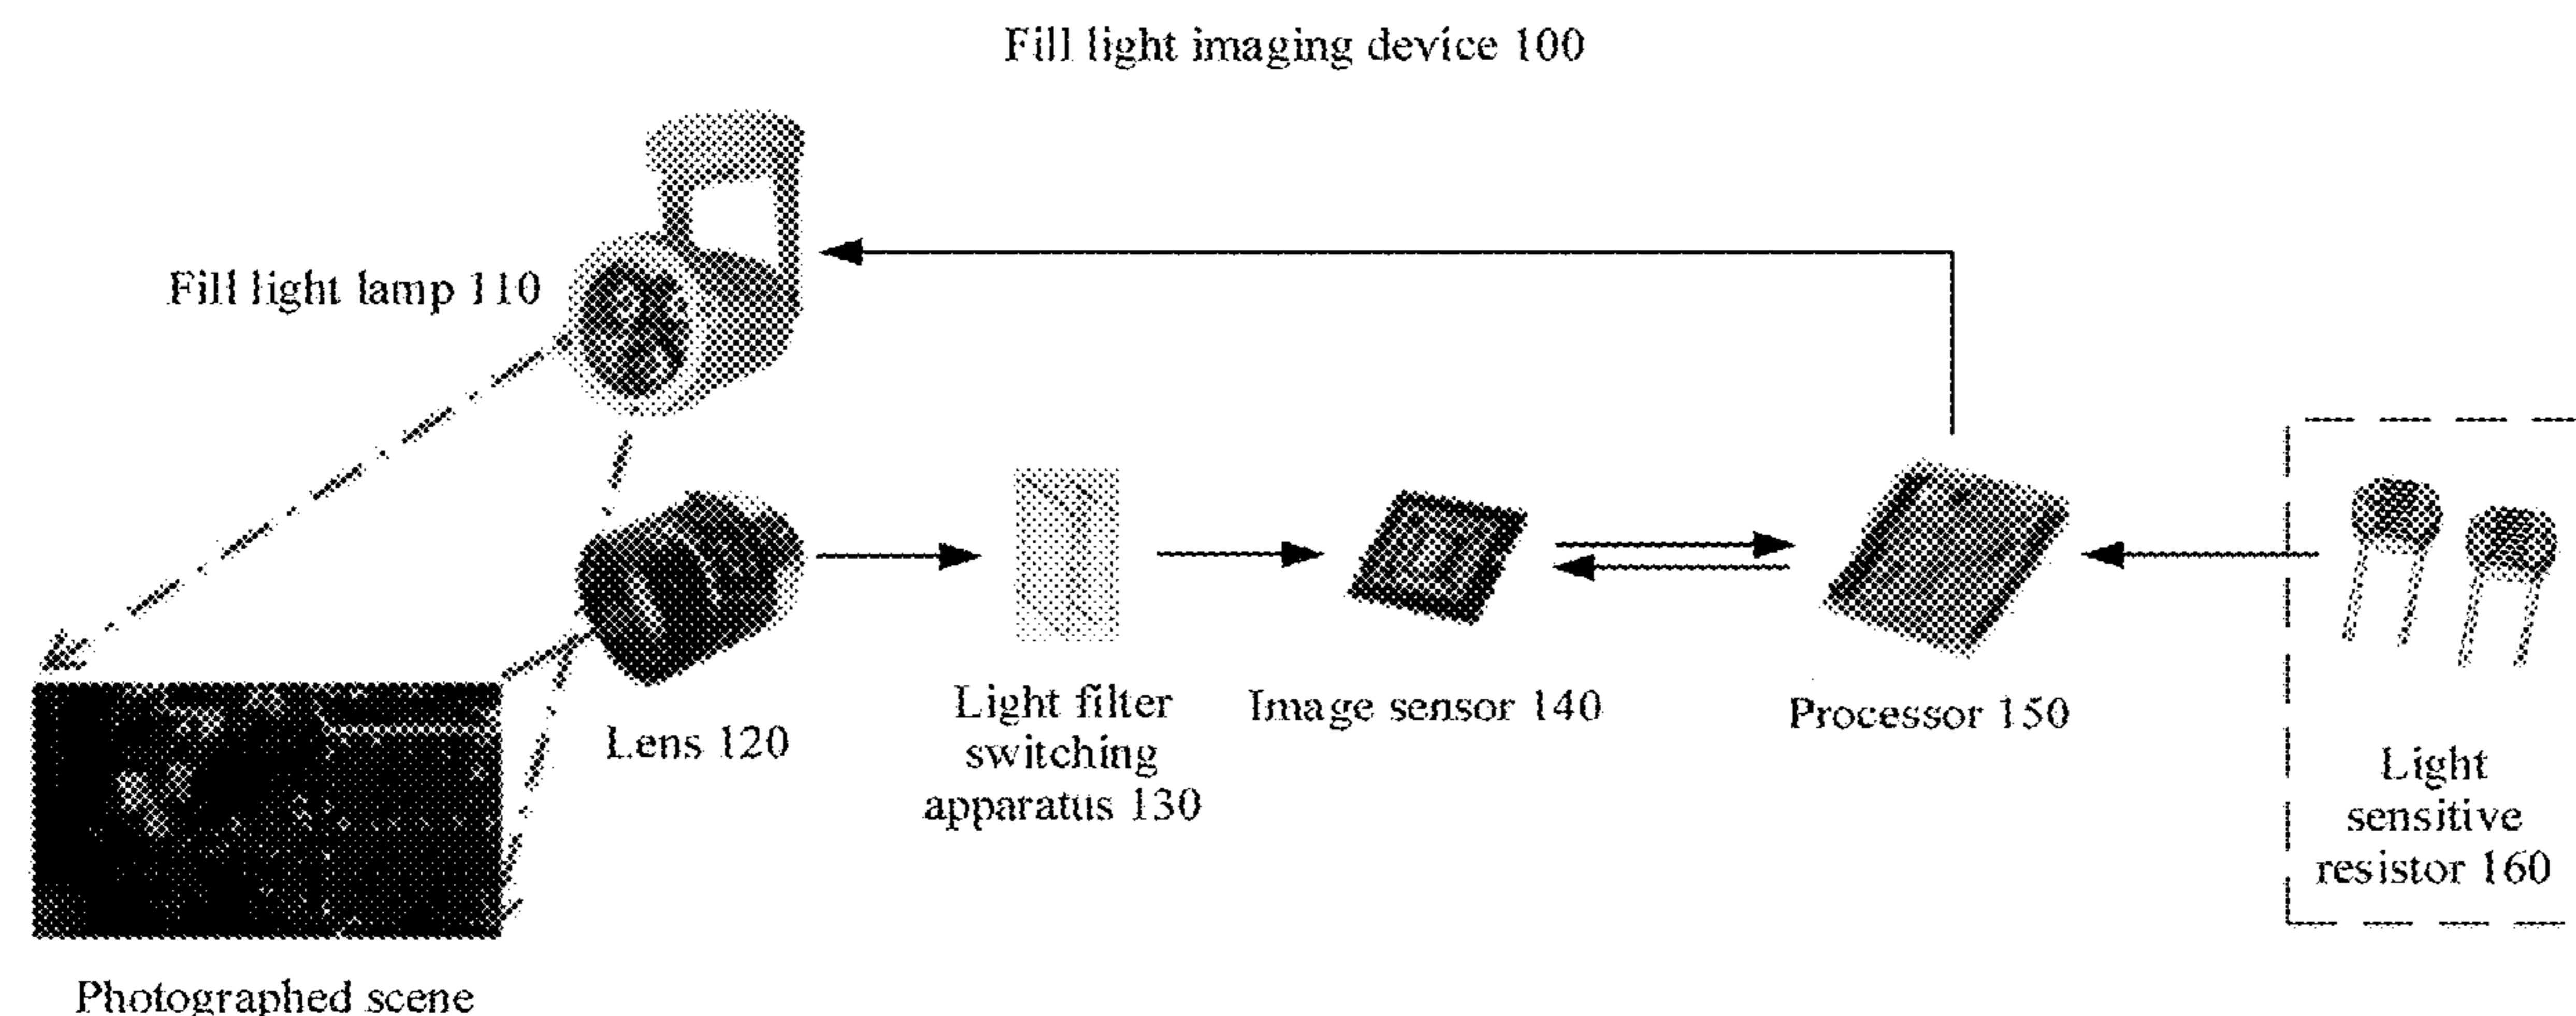 Fill light imaging device 100
Fill light lamp 110
Lens 120
Light filter
switching
apparatus 130
Image sensor 140
Processor 150
Light
sensitive
resistor 160
Photographed scene